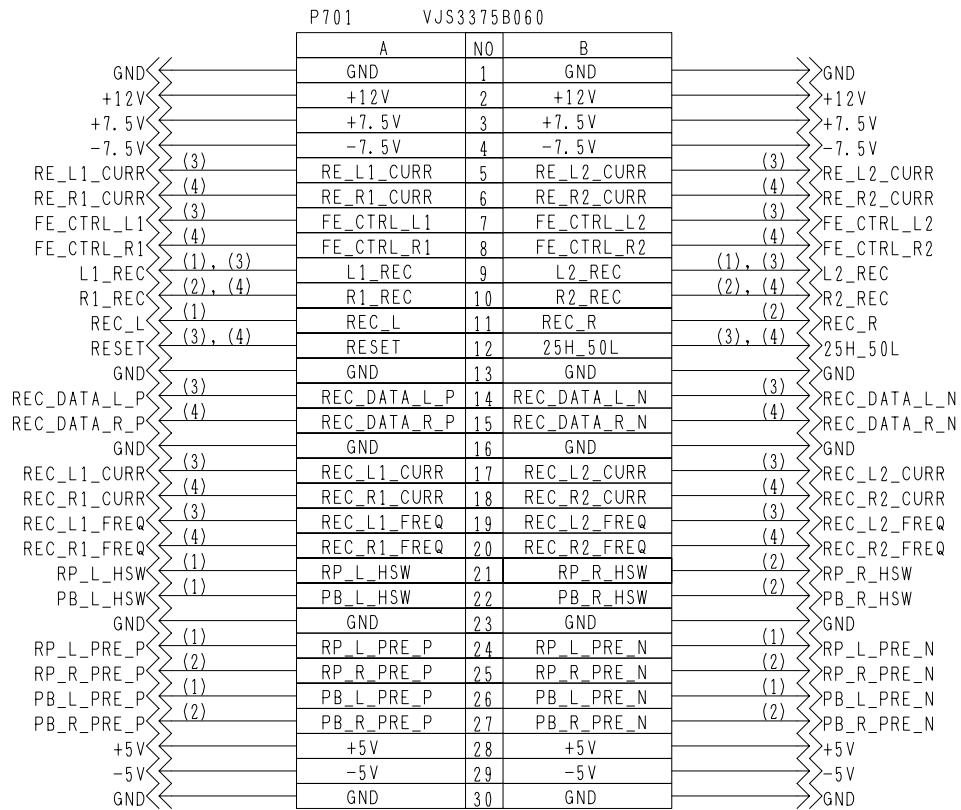 P701 VJS3375B060
A NO B
GND GND 1 GND GND
+12V +12V 2 +12V +12V
+7.5V +7.5V 3 +7.5V +7.5V
-7.5V -7.5V 4 -7.5V -7.5V
RE_L1_CURR (3) RE_L1_CURR 5 RE_L2_CURR (3) RE_L2_CURR
RE_R1_CURR (4) RE_R1_CURR 6 RE_R2_CURR (4) RE_R2_CURR
FE_CTRL_L1 (3) FE_CTRL_L1 7 FE_CTRL_L2 (3) FE_CTRL_L2
FE_CTRL_R1 (4) FE_CTRL_R1 8 FE_CTRL_R2 (4) FE_CTRL_R2
L1_REC (1), (3) L1_REC 9 L2_REC (1), (3) L2_REC
R1_REC (2), (4) R1_REC 10 R2_REC (2), (4) R2_REC
REC_L (1) REC_L 11 REC_R (2) REC_R
RESET (3), (4) RESET 12 25H_50L (3), (4) 25H_50L
GND GND 13 GND GND
REC_DATA_L_P (3) REC_DATA_L_P 14 REC_DATA_L_N (3) REC_DATA_L_N
REC_DATA_R_P (4) REC_DATA_R_P 15 REC_DATA_R_N (4) REC_DATA_R_N
GND GND 16 GND GND
REC_L1_CURR (3) REC_L1_CURR 17 REC_L2_CURR (3) REC_L2_CURR
REC_R1_CURR (4) REC_R1_CURR 18 REC_R2_CURR (4) REC_R2_CURR
REC_L1_FREQ (3) REC_L1_FREQ 19 REC_L2_FREQ (3) REC_L2_FREQ
REC_R1_FREQ (4) REC_R1_FREQ 20 REC_R2_FREQ (4) REC_R2_FREQ
RP_L_HSW (1) RP_L_HSW 21 RP_R_HSW (2) RP_R_HSW
PB_L_HSW (1) PB_L_HSW 22 PB_R_HSW (2) PB_R_HSW
GND GND 23 GND GND
RP_L_PRE_P (1) RP_L_PRE_P 24 RP_L_PRE_N (1) RP_L_PRE_N
RP_R_PRE_P (2) RP_R_PRE_P 25 RP_R_PRE_N (2) RP_R_PRE_N
PB_L_PRE_P (1) PB_L_PRE_P 26 PB_L_PRE_N (1) PB_L_PRE_N
PB_R_PRE_P (2) PB_R_PRE_P 27 PB_R_PRE_N (2) PB_R_PRE_N
+5V +5V 28 +5V +5V
-5V -5V 29 -5V -5V
GND GND 30 GND GND